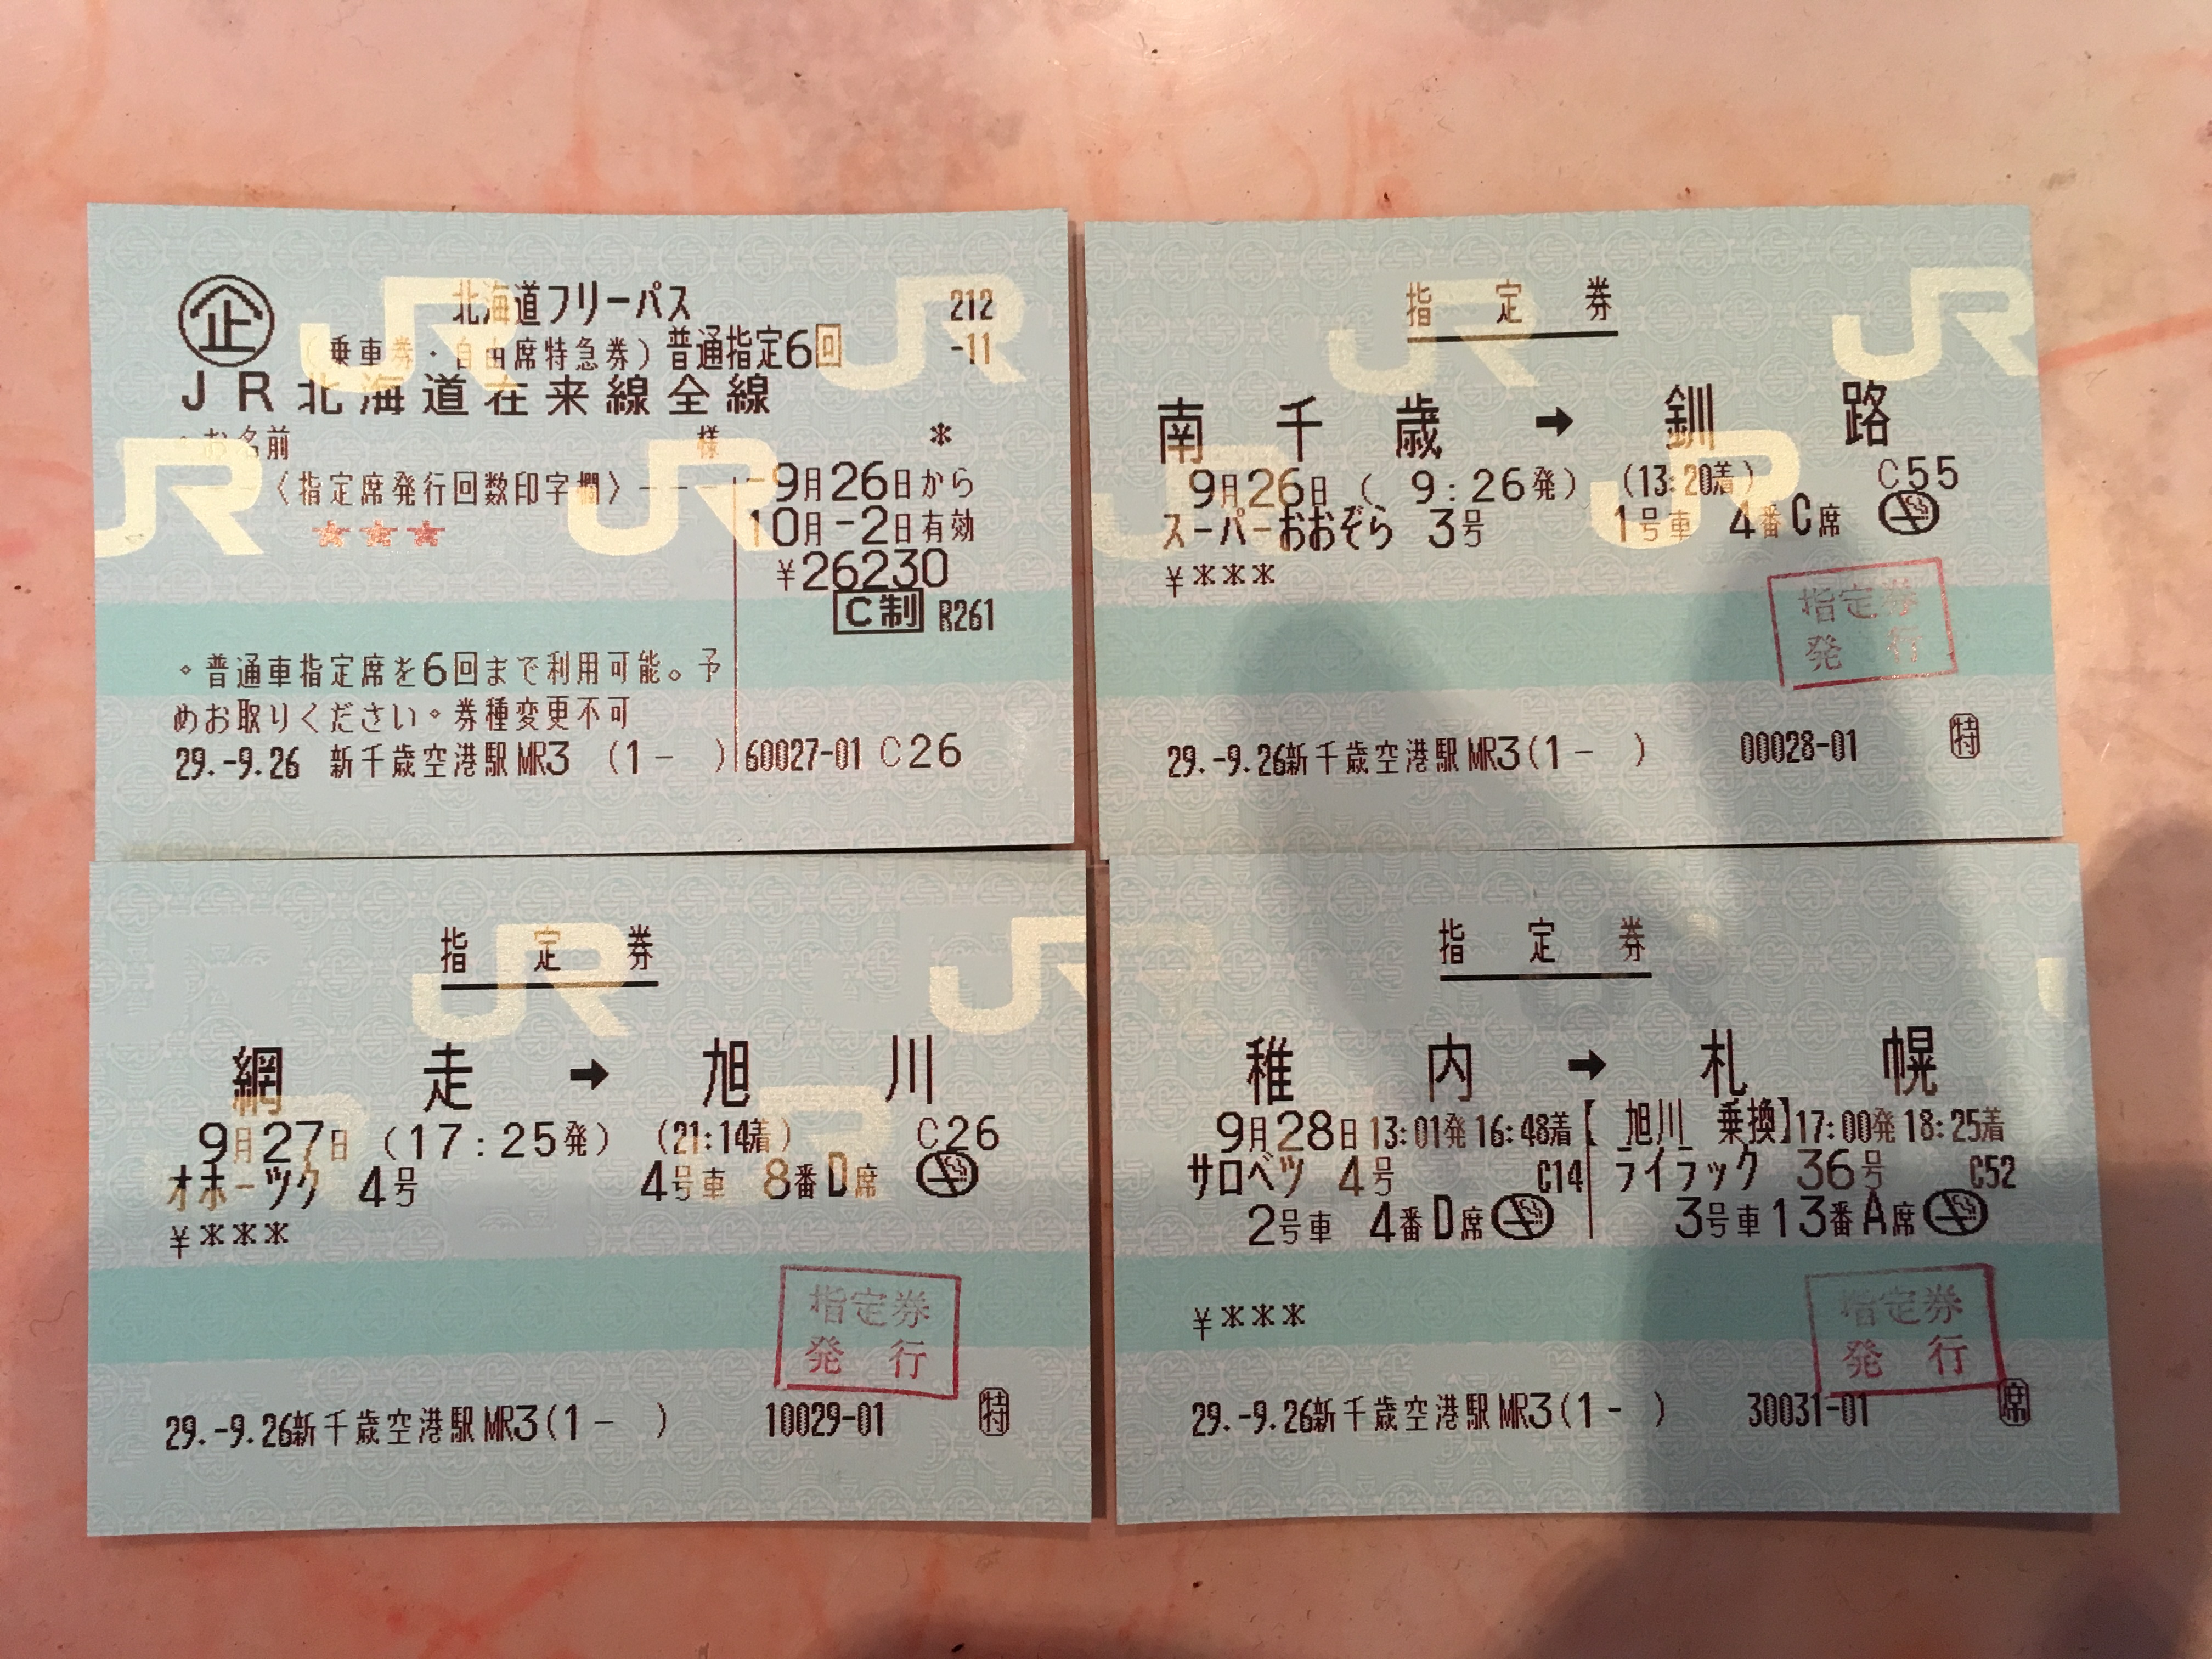 企
北海道フリーパス 212
(乗車券・自由席特急券)普通指定6回 -11
JR北海道在来線全線
・お名前 様 *
〈指定席発行回数印字欄〉 -9月26日から
★★★ 10月-2日有効
¥26230
C制 R261
・普通車指定席を6回まで利用可能。予
めお取りください。券種変更不可
29.-9.26 新千歳空港駅MR3 (1- ) 60027-01 C26
指定券
南千歳→釧路
9月26日 ( 9:26発) (13:20着) C55
スーパーおおぞら 3号 1号車 4番C席
¥***
指定券
発行
29.-9.26新千歳空港駅MR3(1- ) 00028-01 特
指定券
網走→旭川
9月27日 (17:25発) (21:14着) C26
オホーツク 4号 4号車 8番D席
¥***
指定券
発行
29.-9.26新千歳空港駅MR3(1- ) 10029-01 特
指定券
稚内→札幌
9月28日13:01発16:48着【 旭川 乗換】17:00発18:25着
サロベツ 4号 C14 ライラック 36号 C52
2号車 4番D席 3号車13番A席
¥***
指定券
発行
29.-9.26新千歳空港駅MR3(1- ) 30031-01 席